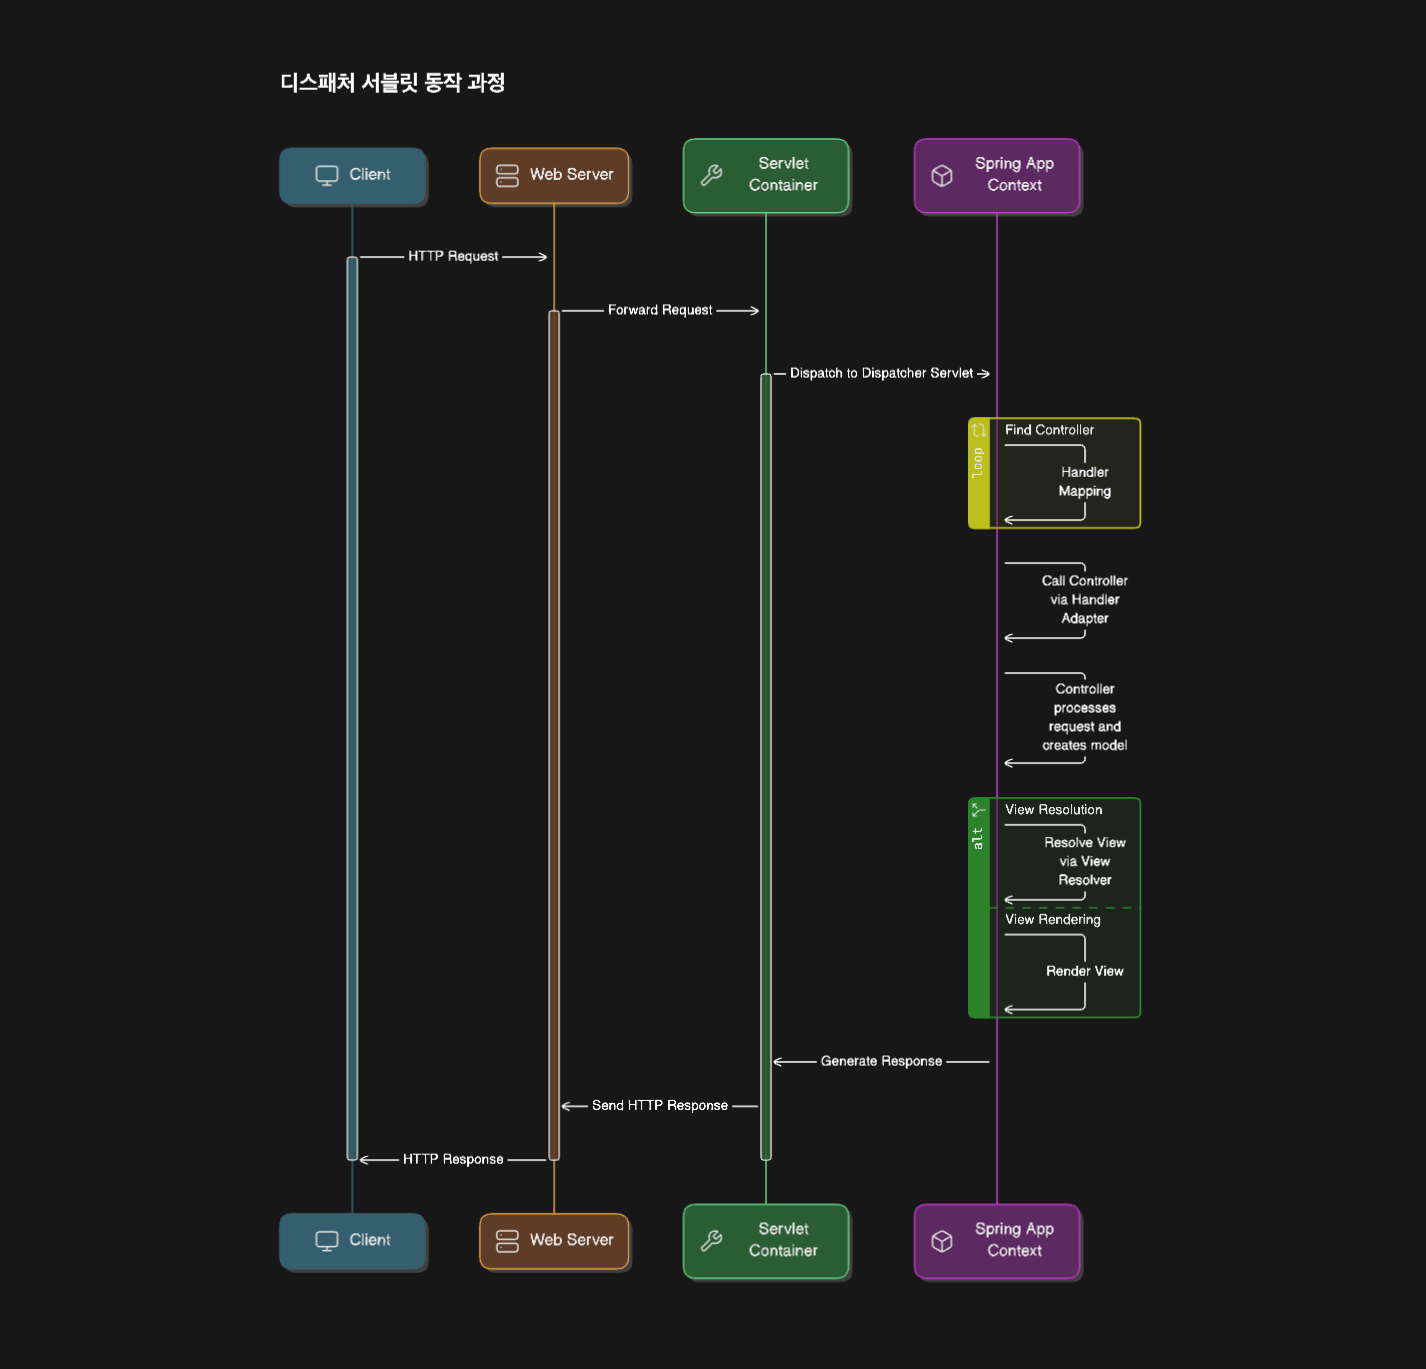 디스패처 서블릿 동작 과정
Client
Web Server
Servlet
Container
Spring App
Context
HTTP Request
Forward Request
Dispatch to Dispatcher Servlet
loop
Find Controller
Handler
Mapping
Call Controller
via Handler
Adapter
Controller
processes
request and
creates model
alt
View Resolution
Resolve View
via View
Resolver
View Rendering
Render View
Generate Response
Send HTTP Response
HTTP Response
Client
Web Server
Servlet
Container
Spring App
Context